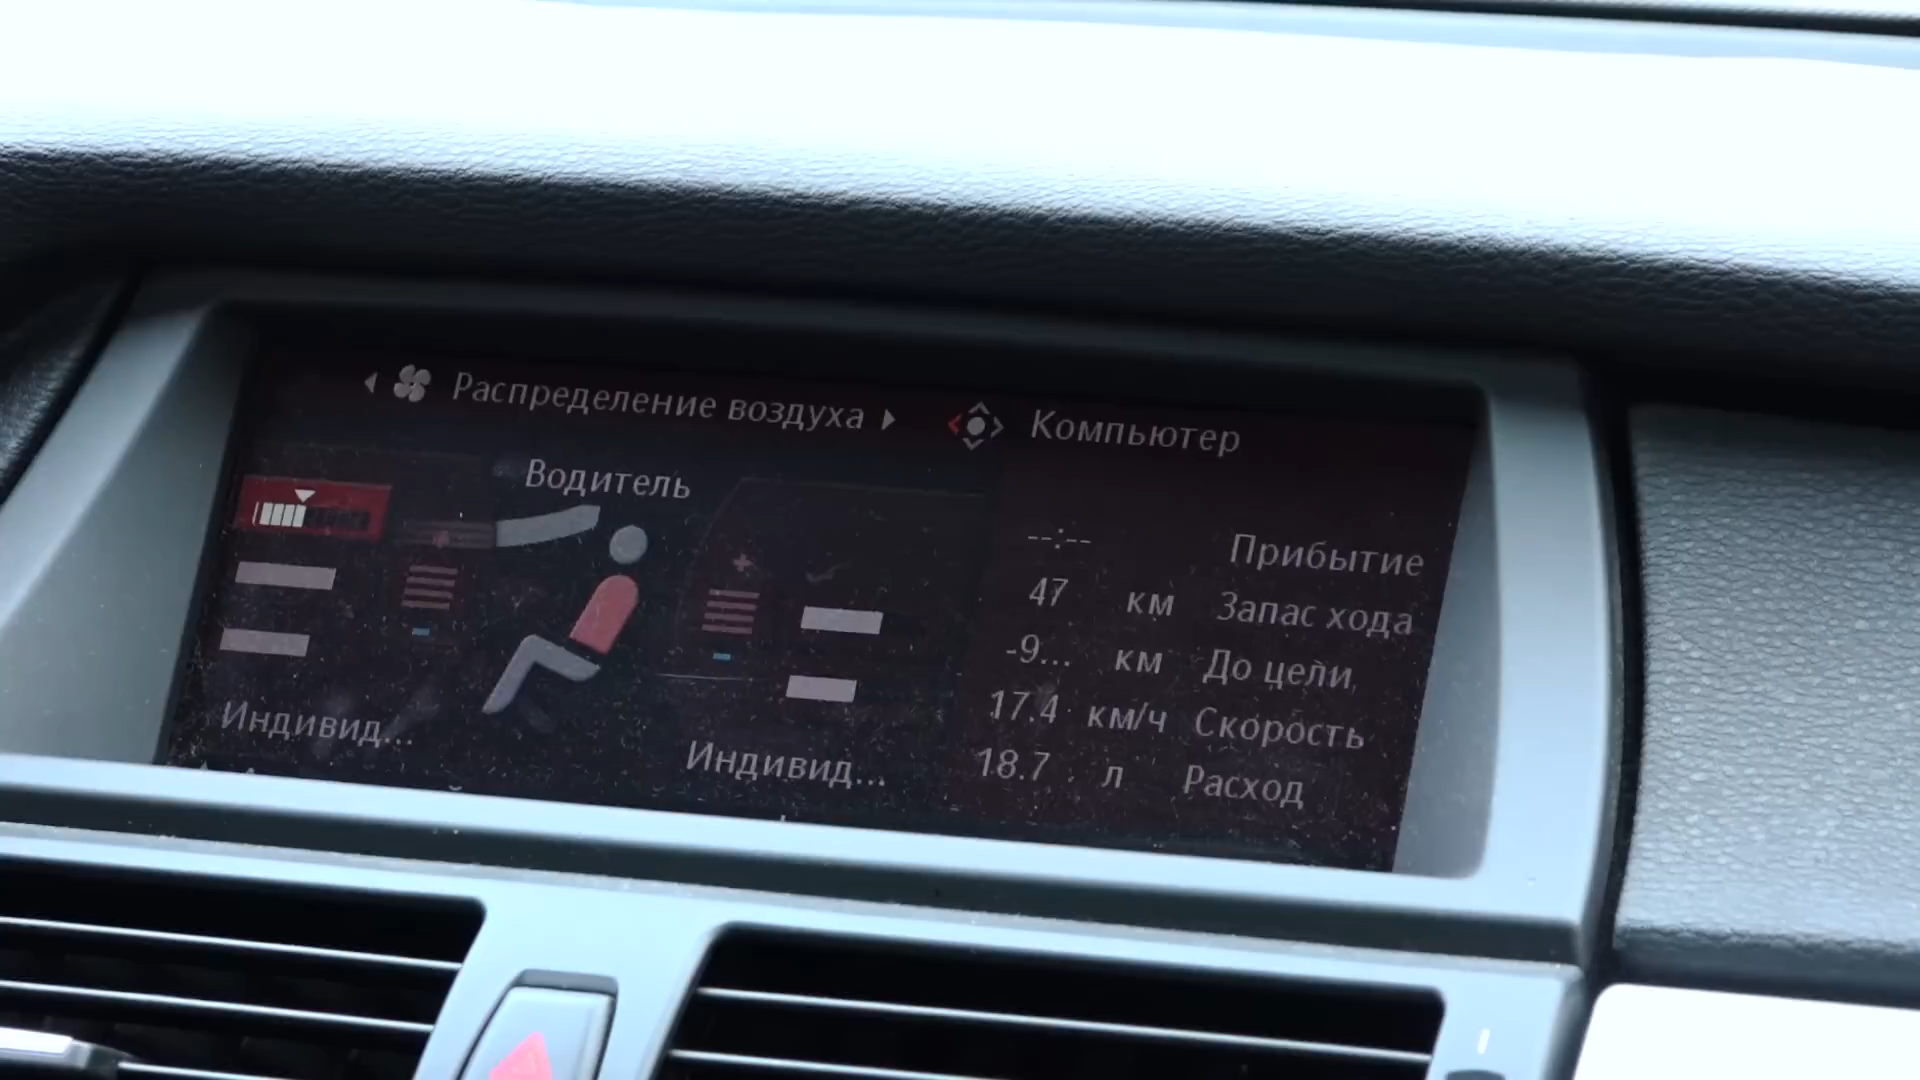 Распределение воздуха
Водитель
Индивид...
Индивид...
Компьютер
--:-- Прибытие
47 км Запас хода
-9... км До цели
17.4 км/ч Скорость
18.7 л Расход